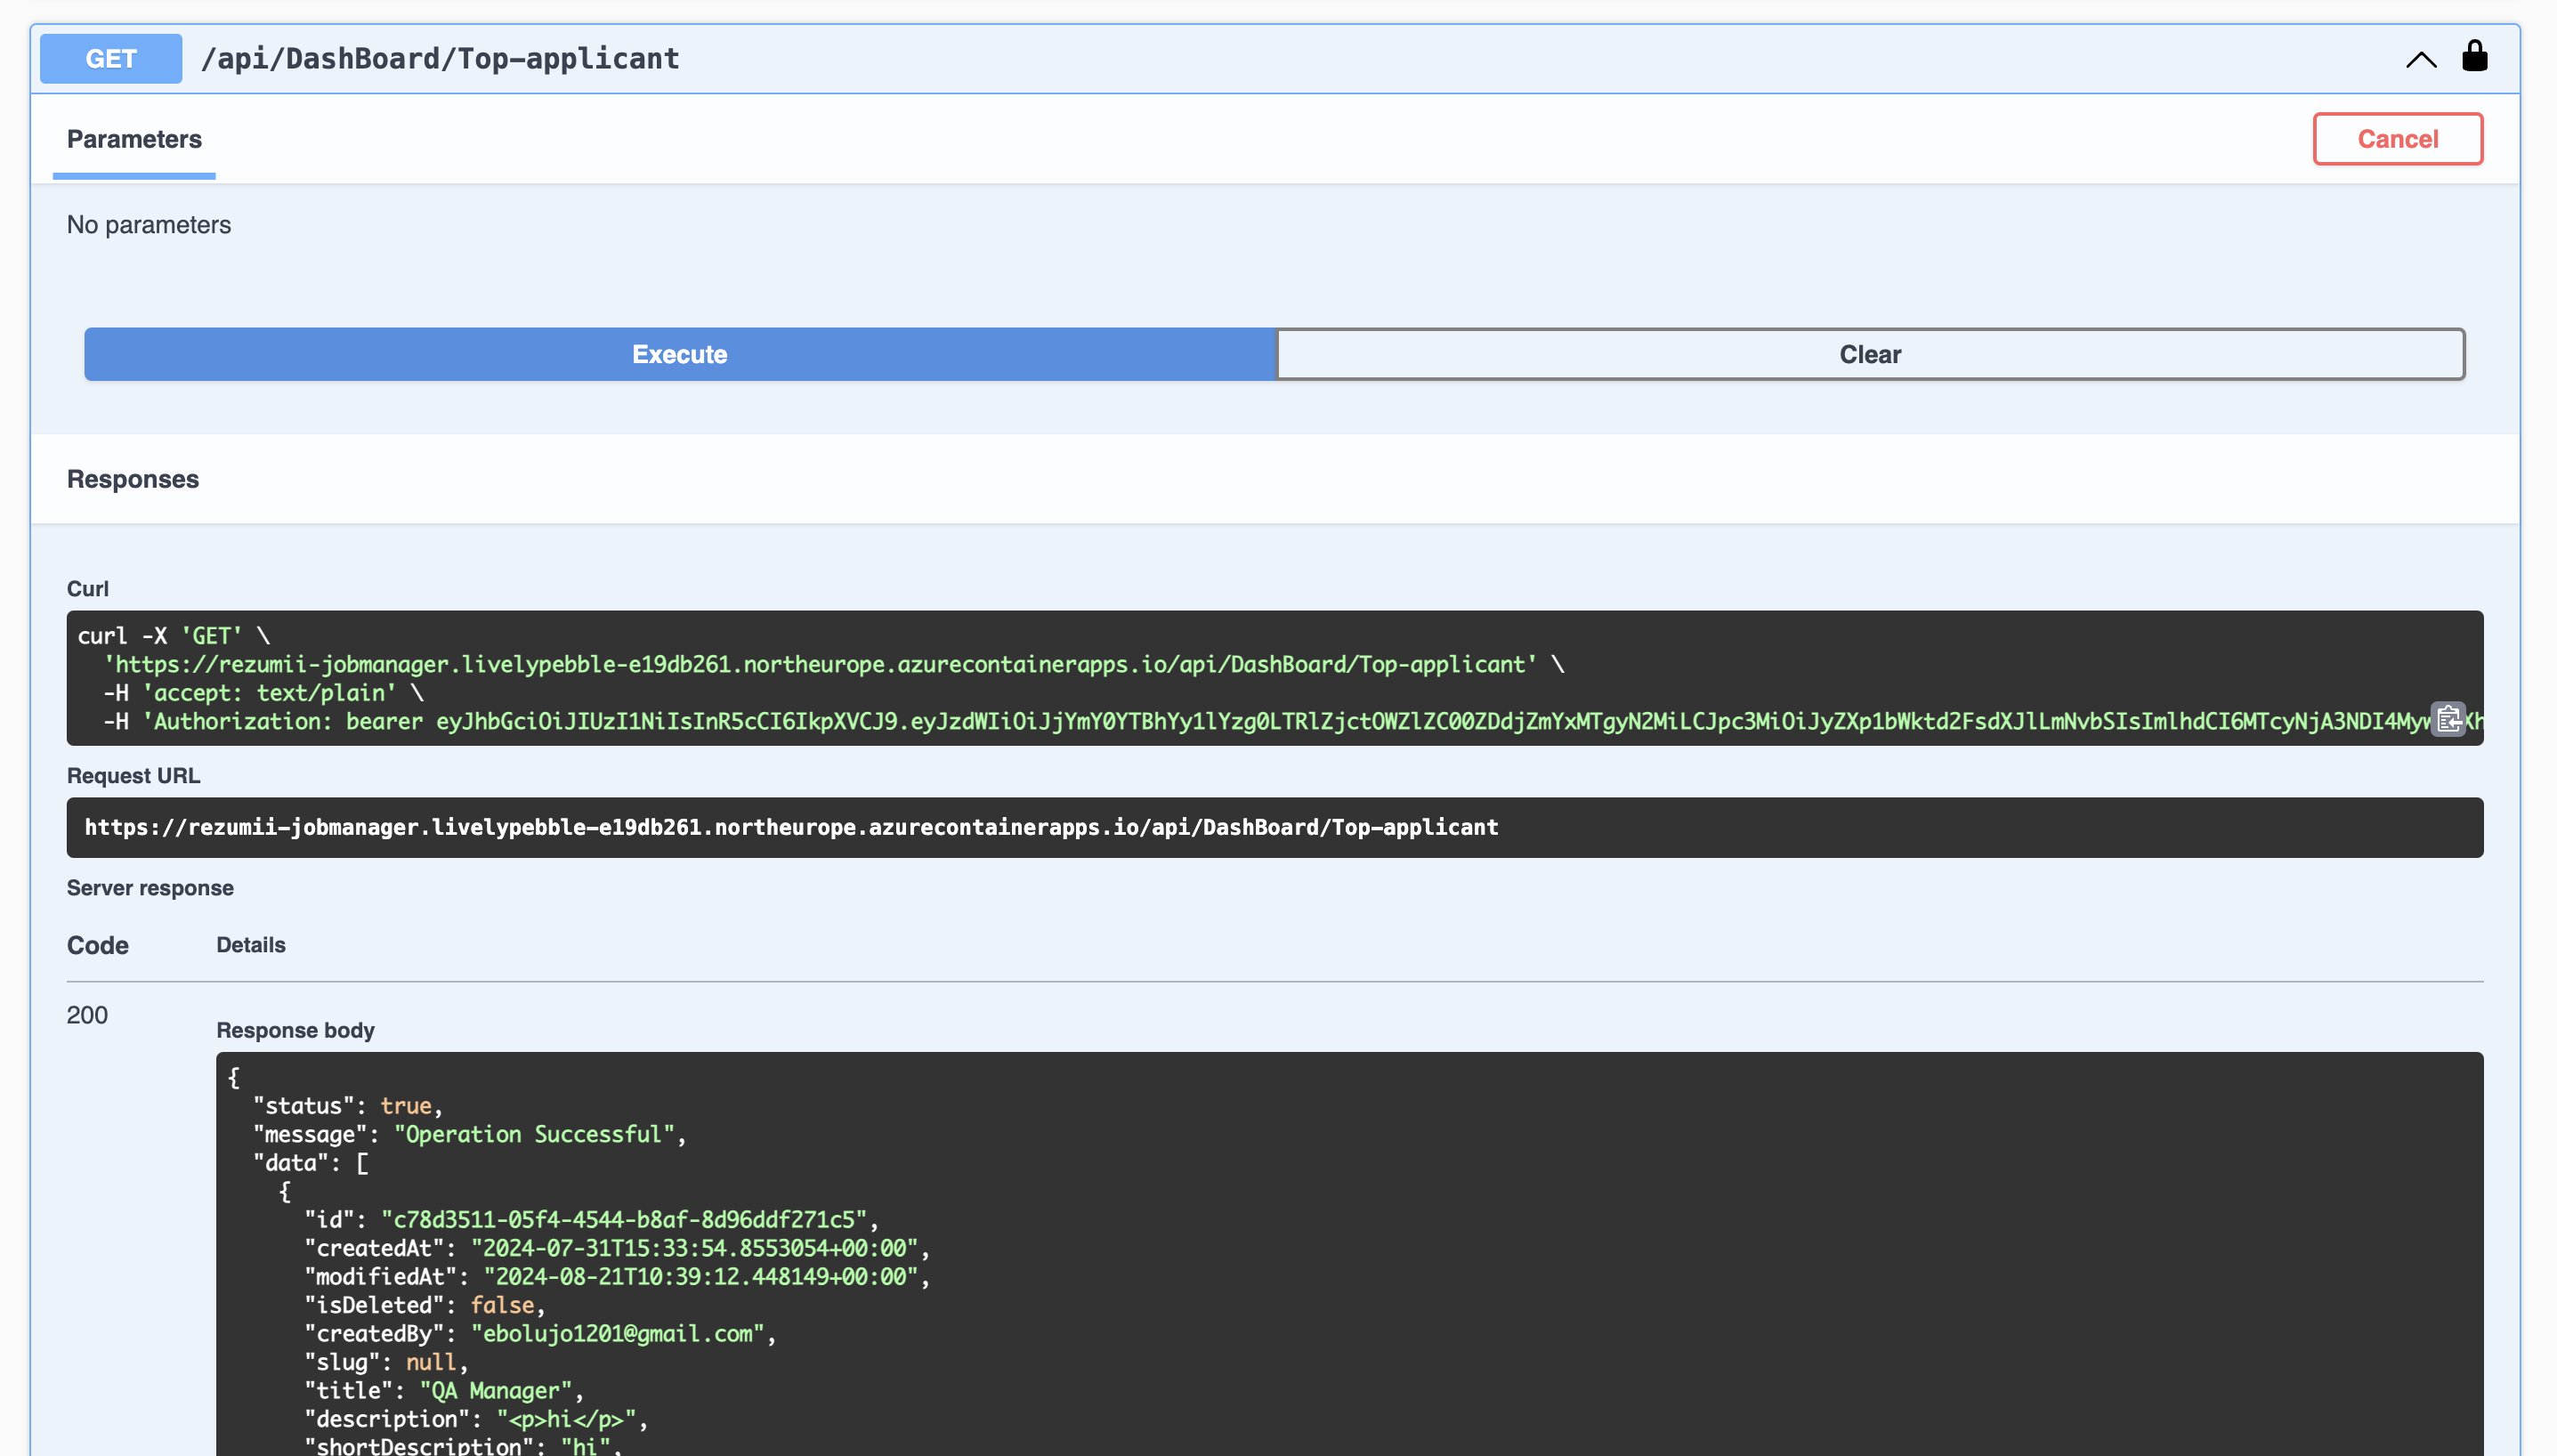 GET /api/DashBoard/Top-applicant
Parameters
Cancel
No parameters
Execute
Clear
Responses
Curl
curl -X 'GET' \
'https://rezumii-jobmanager.livelypebble-e19db261.northeurope.azurecontainerapps.io/api/DashBoard/Top-applicant' \
-H 'accept: text/plain' \
-H 'Authorization: bearer
Request URL
https://rezumii-jobmanager.livelypebble-e19db261.northeurope.azurecontainerapps.io/api/DashBoard/Top-applicant
Server response
Code Details
200
Response body
{
"status": true,
"message": "Operation Successful",
"data": [
{
"id": "c78d3511-05f4-4544-b8af-8d96ddf271c5",
"createdAt": "2024-07-31T15:33:54.8553054+00:00",
"modifiedAt": "2024-08-21T10:39:12.448149+00:00",
"isDeleted": false,
"createdBy": "ebolujo1201@gmail.com",
"slug": null,
"title": "QA Manager",
"description": "<p>hi</p>",
"shortDescription": "hi",